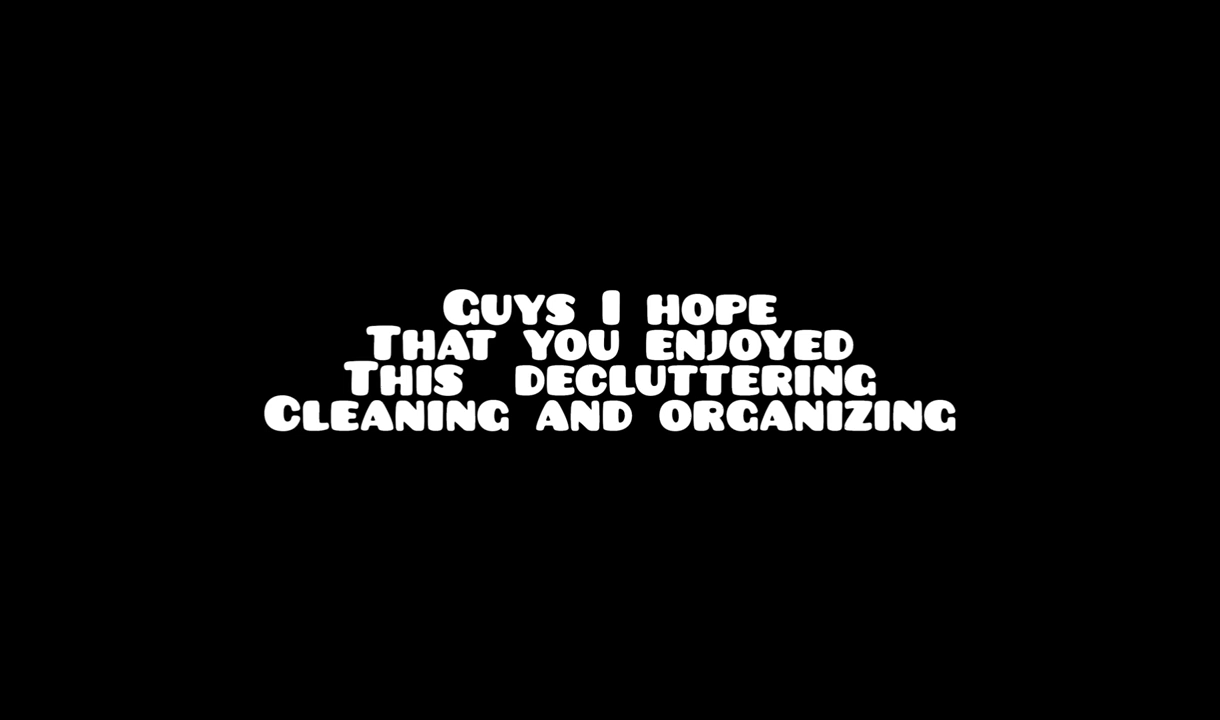 Guys I hope
That you enjoyed
This decluttering
Cleaning and organizing